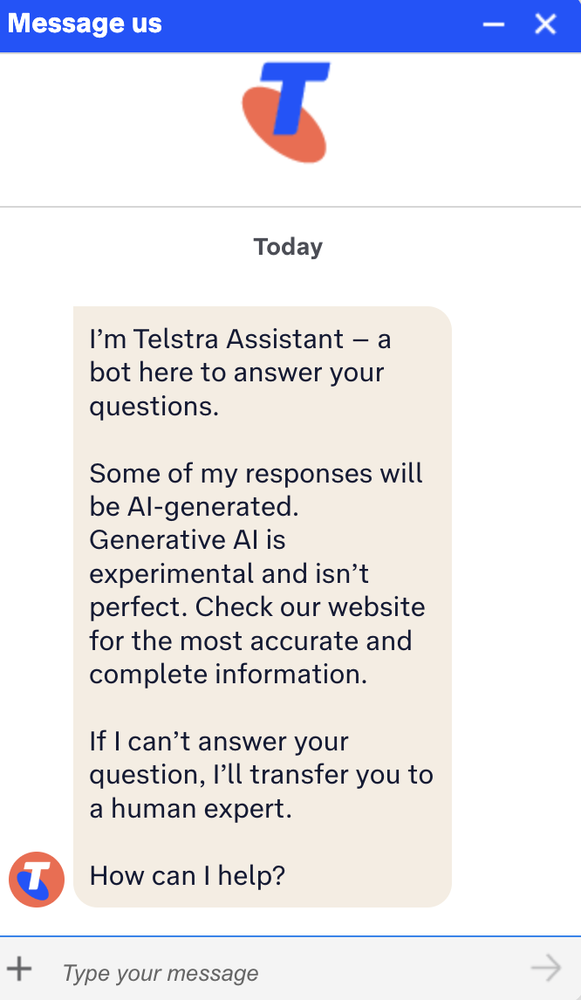 Message us
Today
I’m Telstra Assistant – a
bot here to answer your
questions.
Some of my responses will
be AI-generated.
Generative AI is
experimental and isn’t
perfect. Check our website
for the most accurate and
complete information.
If I can’t answer your
question, I’ll transfer you to
a human expert.
How can I help?
Type your message